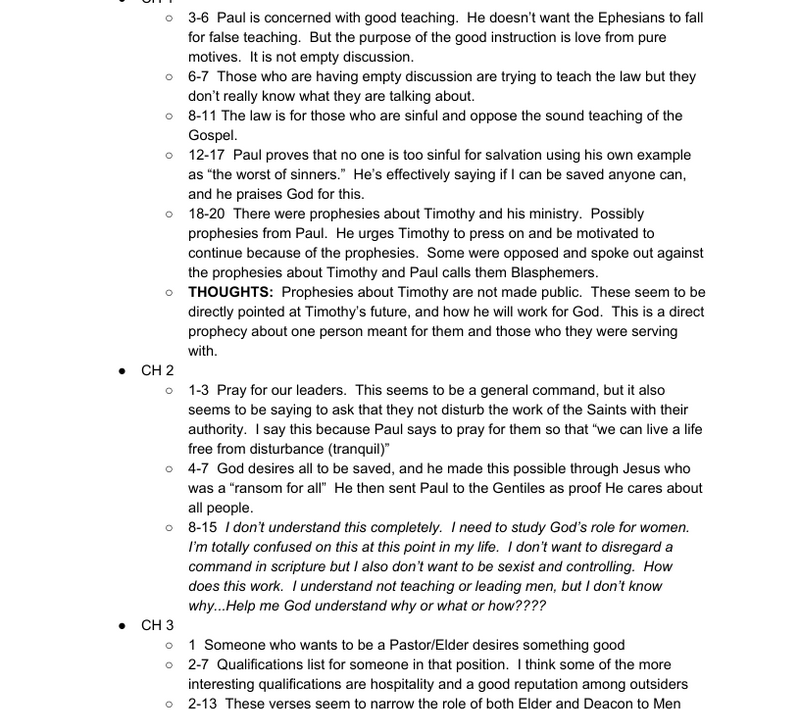 3-6  Paul is concerned with good teaching.  He doesn't want the Ephesians to fall
for false teaching.  But the purpose of the good instruction is love from pure
motives.  It is not empty discussion.
6-7  Those who are having empty discussion are trying to teach the law but they
don't really know what they are talking about.
8-11 The law is for those who are sinful and oppose the sound teaching of the
Gospel.
12-17  Paul proves that no one is too sinful for salvation using his own example
as “the worst of sinners.”  He's effectively saying if I can be saved anyone can,
and he praises God for this.
18-20  There were prophesies about Timothy and his ministry.  Possibly
prophesies from Paul.  He urges Timothy to press on and be motivated to
continue because of the prophesies.  Some were opposed and spoke out against
the prophesies about Timothy and Paul calls them Blasphemers.
THOUGHTS:  Prophesies about Timothy are not made public.  These seem to be
directly pointed at Timothy's future, and how he will work for God.  This is a direct
prophecy about one person meant for them and those who they were serving
with.
CH 2
1-3  Pray for our leaders.  This seems to be a general command, but it also
seems to be saying to ask that they not disturb the work of the Saints with their
authority.  I say this because Paul says to pray for them so that “we can live a life
free from disturbance (tranquil)”
4-7  God desires all to be saved, and he made this possible through Jesus who
was a “ransom for all”  He then sent Paul to the Gentiles as proof He cares about
all people.
8-15  I don't understand this completely.  I need to study God's role for women.
I'm totally confused on this at this point in my life.  I don't want to disregard a
command in scripture but I also don't want to be sexist and controlling.  How
does this work.  I understand not teaching or leading men, but I don't know
why...Help me God understand why or what or how????
CH 3
1  Someone who wants to be a Pastor/Elder desires something good
2-7  Qualifications list for someone in that position.  I think some of the more
interesting qualifications are hospitality and a good reputation among outsiders
2-13  These verses seem to narrow the role of both Elder and Deacon to Men